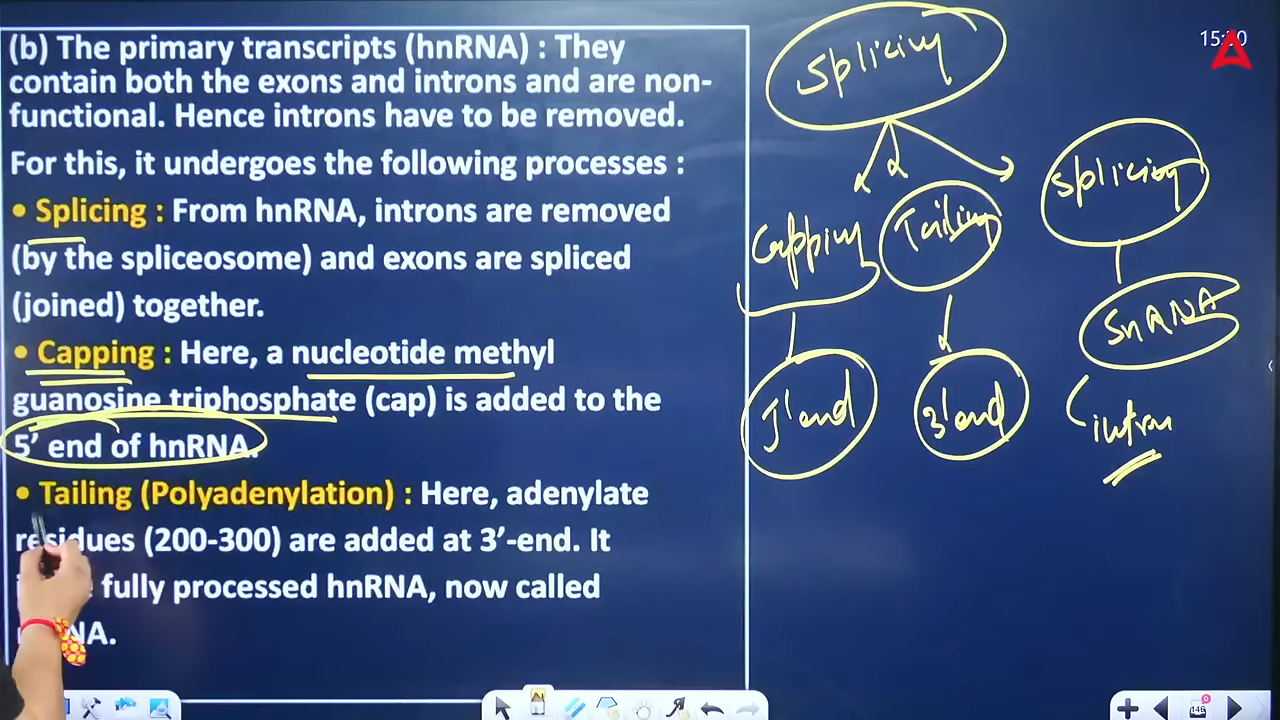 (b) The primary transcripts (hnRNA) : They
contain both the exons and introns and are non-
functional. Hence introns have to be removed.
For this, it undergoes the following processes :
• Splicing : From hnRNA, introns are removed
(by the spliceosome) and exons are spliced
(joined) together.
• Capping : Here, a nucleotide methyl
guanosine triphosphate (cap) is added to the
5’ end of hnRNA.
• Tailing (Polyadenylation) : Here, adenylate
residues (200-300) are added at 3’-end. It
fully processed hnRNA, now called
Splicing
Capping
Tailing
Splicing
5' end
3' end
SnRNA
intron
146